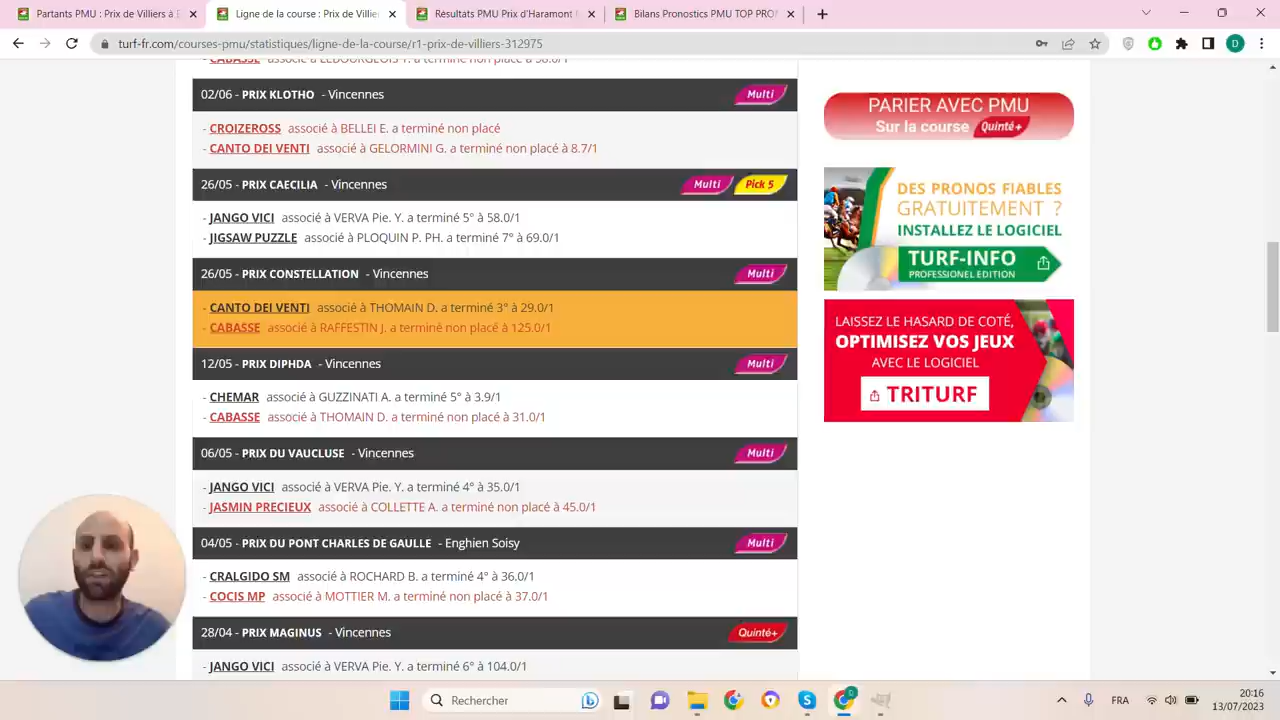 Partants : Prix de Villiers à 
Ligne Turf : Prix de Villie
Partants PMU : Prix d'Haramont
Bilans Pronostics PMU TOP PRO
turf-fr.com/course-pmu/statistiques/ligne-de-course/r1-prix-de-villiers-312975
D
CABASSE associé à LEBOURGEOIS Y. a terminé non placé à 58.0/1
02/06 - PRIX KLOTHO - Vincennes
Multi
- CROIZEROSS associé à BELLEI E. a terminé non placé
- CANTO DEI VENTI associé à GELORMINI G. a terminé non placé à 8.7/1
26/05 - PRIX CAECILIA - Vincennes
Multi
Pick 5
- JANGO VICI associé à VERVA Pie. Y. a terminé 5° à 58.0/1
- JIGSAW PUZZLE associé à PLOQUIN P. PH. a terminé 7° à 69.0/1
26/05 - PRIX CONSTELLATION - Vincennes
Multi
- CANTO DEI VENTI associé à THOMAIN D. a terminé 3° à 29.0/1
- CABASSE associé à RAFFESTIN J. a terminé non placé à 125.0/1
12/05 - PRIX DIPHDA - Vincennes
Multi
- CHEMAR associé à GUZZINATI A. a terminé 5° à 3.9/1
- CABASSE associé à THOMAIN D. a terminé non placé à 31.0/1
06/05 - PRIX DU VAUCLUSE - Vincennes
Multi
- JANGO VICI associé à VERVA Pie. Y. a terminé 4° à 35.0/1
- JASMIN PRECIEUX associé à COLLETTE A. a terminé non placé à 45.0/1
04/05 - PRIX DU PONT CHARLES DE GAULLE - Enghien Soisy
Multi
- CRALGIDO SM associé à ROCHARD B. a terminé 4° à 36.0/1
- COCIS MP associé à MOTTIER M. a terminé non placé à 37.0/1
28/04 - PRIX MAGINUS - Vincennes
Quinté+
- JANGO VICI associé à VERVA Pie. Y. a terminé 6° à 104.0/1
PARIER AVEC PMU
Sur la course Quinté+
DES PRONOS FIABLES
GRATUITEMENT ?
INSTALLEZ LE LOGICIEL
TURF-INFO
PROFESSIONEL EDITION
LAISSEZ LE HASARD DE COTÉ,
OPTIMISEZ VOS JEUX
AVEC LE LOGICIEL
TRITURF
Rechercher
FRA
20:16
13/07/2023